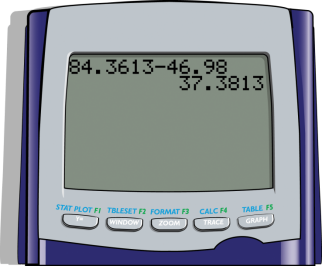 84.3613-46.98
37.3813
STAT PLOT F1 TBLSET F2 FORMAT F3 CALC F4 TABLE F5
Y= WINDOW ZOOM TRACE GRAPH